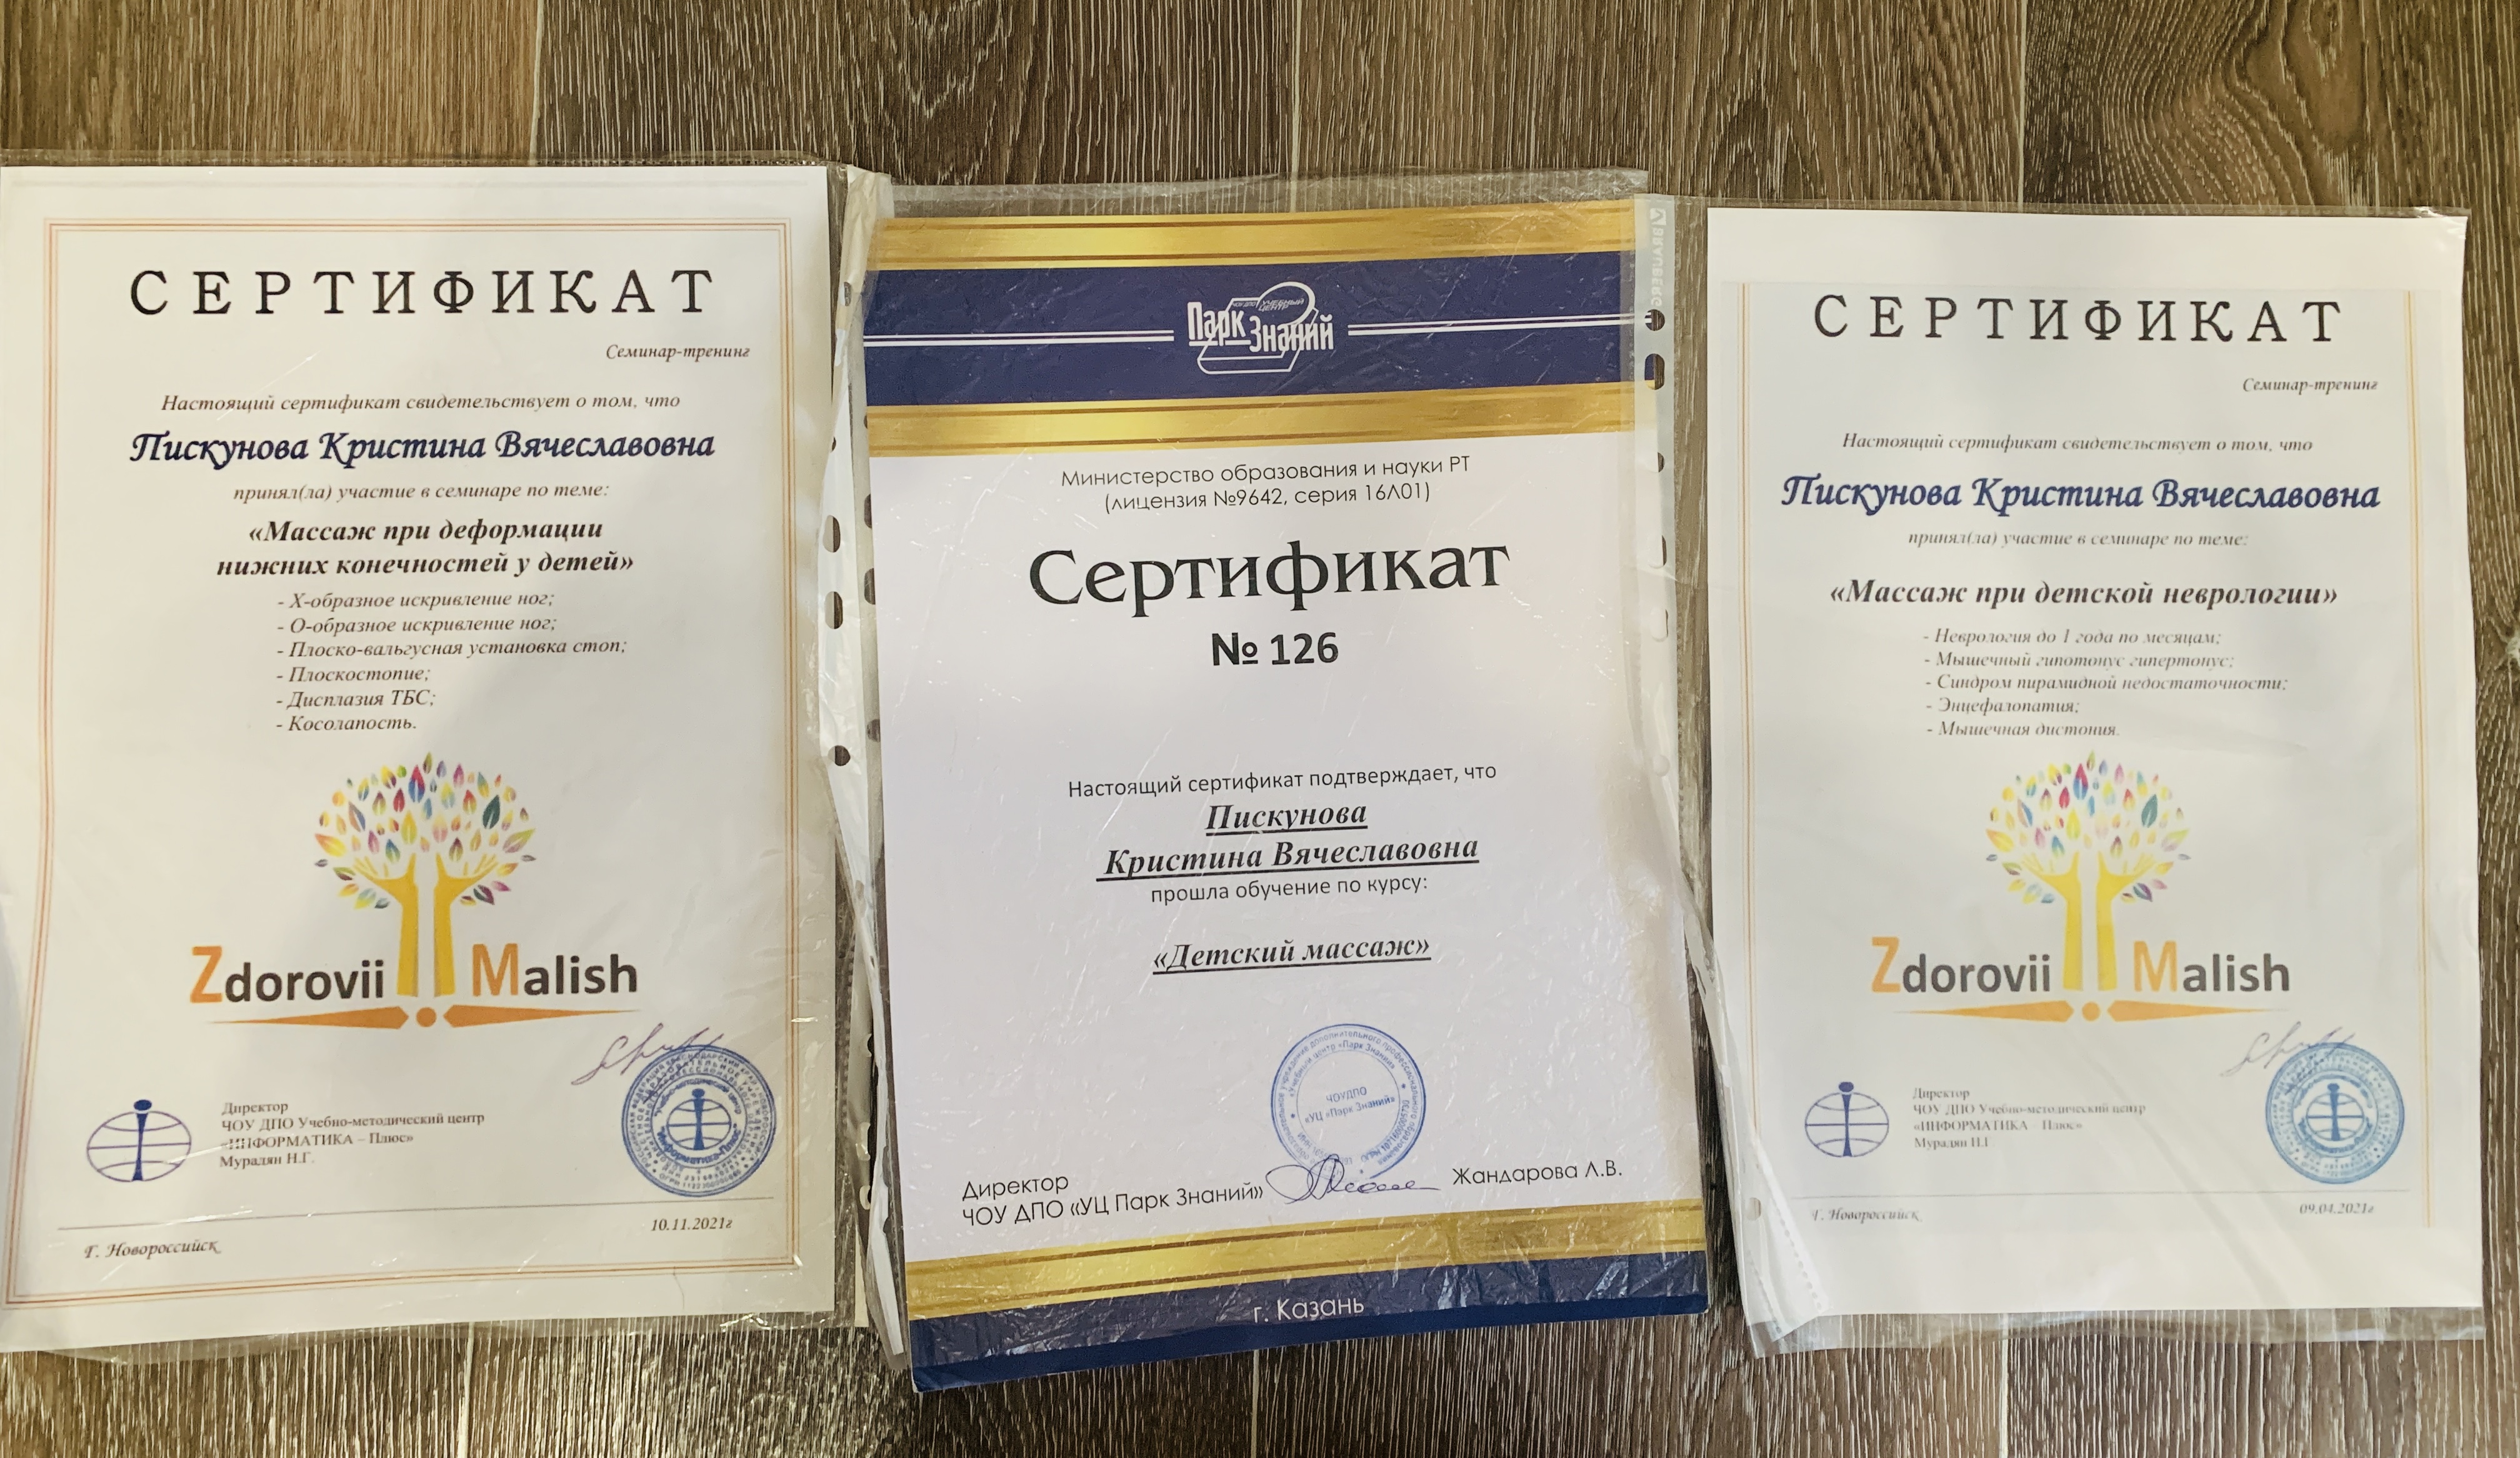 СЕРТИФИКАТ
Семинар-тренинг
Настоящий сертификат свидетельствует о том, что
Пискунова Кристина Вячеславовна
принял(ла) участие в семинаре по теме:
«Массаж при деформации
нижних конечностей у детей»
- Х-образное искривление ног;
- О-образное искривление ног;
- Плоско-вальгусная установка стоп;
- Плоскостопие;
- Дисплазия ТБС;
- Косолапость.
Zdorovii Malish
Директор
ЧОУ ДПО Учебно-методический центр
«ИНФОРМАТИКА – Плюс»
Мурадян Н.Г.
"Информатика-Плюс"
10.11.2021г
Г. Новороссийск
ЧОУ ДПО УЧЕБНЫЙ ЦЕНТР
Парк Знаний
Министерство образования и науки РТ
(лицензия №9642, серия 16Л01)
Сертификат
№ 126
Настоящий сертификат подтверждает, что
Пискунова
Кристина Вячеславовна
прошла обучение по курсу:
«Детский массаж»
ЧОУДПО
«УЦ «Парк Знаний»
Директор
ЧОУ ДПО «УЦ Парк Знаний»
Жандарова Л.В.
г. Казань
BRAUBERG
СЕРТИФИКАТ
Семинар-тренинг
Настоящий сертификат свидетельствует о том, что
Пискунова Кристина Вячеславовна
принял(ла) участие в семинаре по теме:
«Массаж при детской неврологии»
- Неврология до 1 года по месяцам;
- Мышечный гипотонус гипертонус;
- Синдром пирамидной недостаточности;
- Энцефалопатия;
- Мышечная дистония.
Zdorovii Malish
Директор
ЧОУ ДПО Учебно-методический центр
«ИНФОРМАТИКА – Плюс»
Мурадян Н.Г.
09.04.2021г
Г. Новороссийск